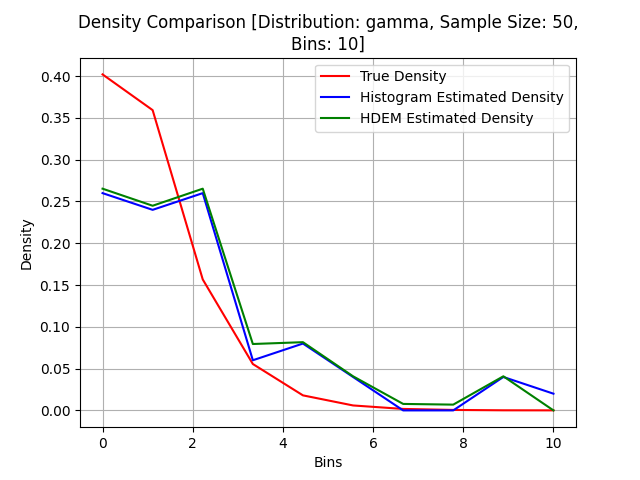 Density Comparison [Distribution: gamma, Sample Size: 50,
Bins: 10]
True Density
Histogram Estimated Density
HDEM Estimated Density
0.40
0.35
0.30
0.25
0.20
0.15
0.10
0.05
0.00
Density
0 2 4 6 8 10
Bins